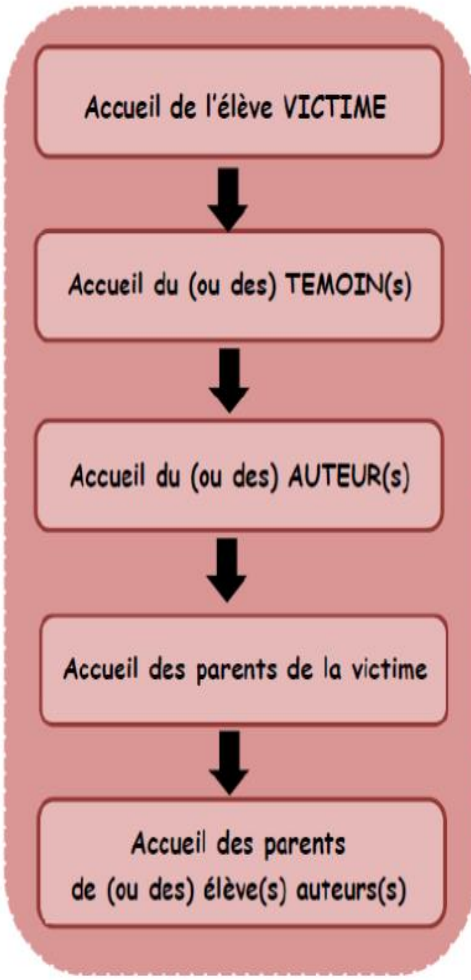 Accueil de l'élève VICTIME
Accueil du (ou des) TEMOIN(s)
Accueil du (ou des) AUTEUR(s)
Accueil des parents de la victime
Accueil des parents
de (ou des) élève(s) auteurs(s)